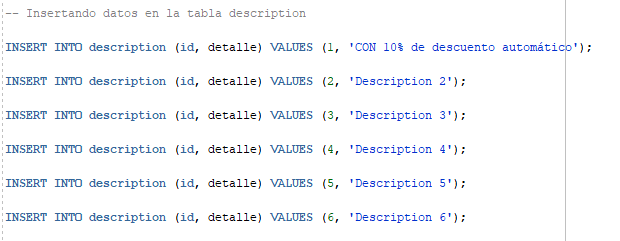 -- Insertando datos en la tabla description
INSERT INTO description (id, detalle) VALUES (1, 'CON 10% de descuento automático');
INSERT INTO description (id, detalle) VALUES (2, 'Description 2');
INSERT INTO description (id, detalle) VALUES (3, 'Description 3');
INSERT INTO description (id, detalle) VALUES (4, 'Description 4');
INSERT INTO description (id, detalle) VALUES (5, 'Description 5');
INSERT INTO description (id, detalle) VALUES (6, 'Description 6');